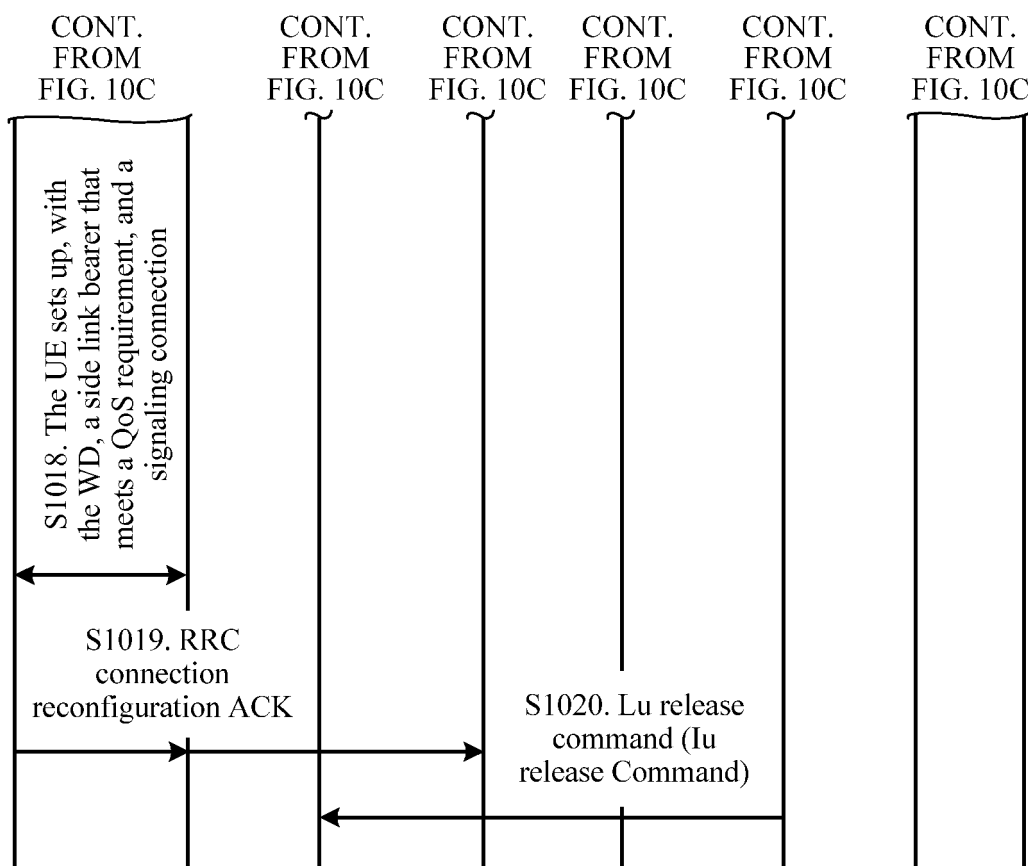 CONT.
FROM
FIG. 10C
CONT.
FROM
FIG. 10C
CONT.
FROM
FIG. 10C
CONT.
FROM
FIG. 10C
CONT.
FROM
FIG. 10C
CONT.
FROM
FIG. 10C
S1018. The UE sets up, with
the WD, a side link bearer that
meets a QoS requirement, and a
signaling connection
S1019. RRC
connection
reconfiguration ACK
S1020. Lu release
command (Iu
release Command)